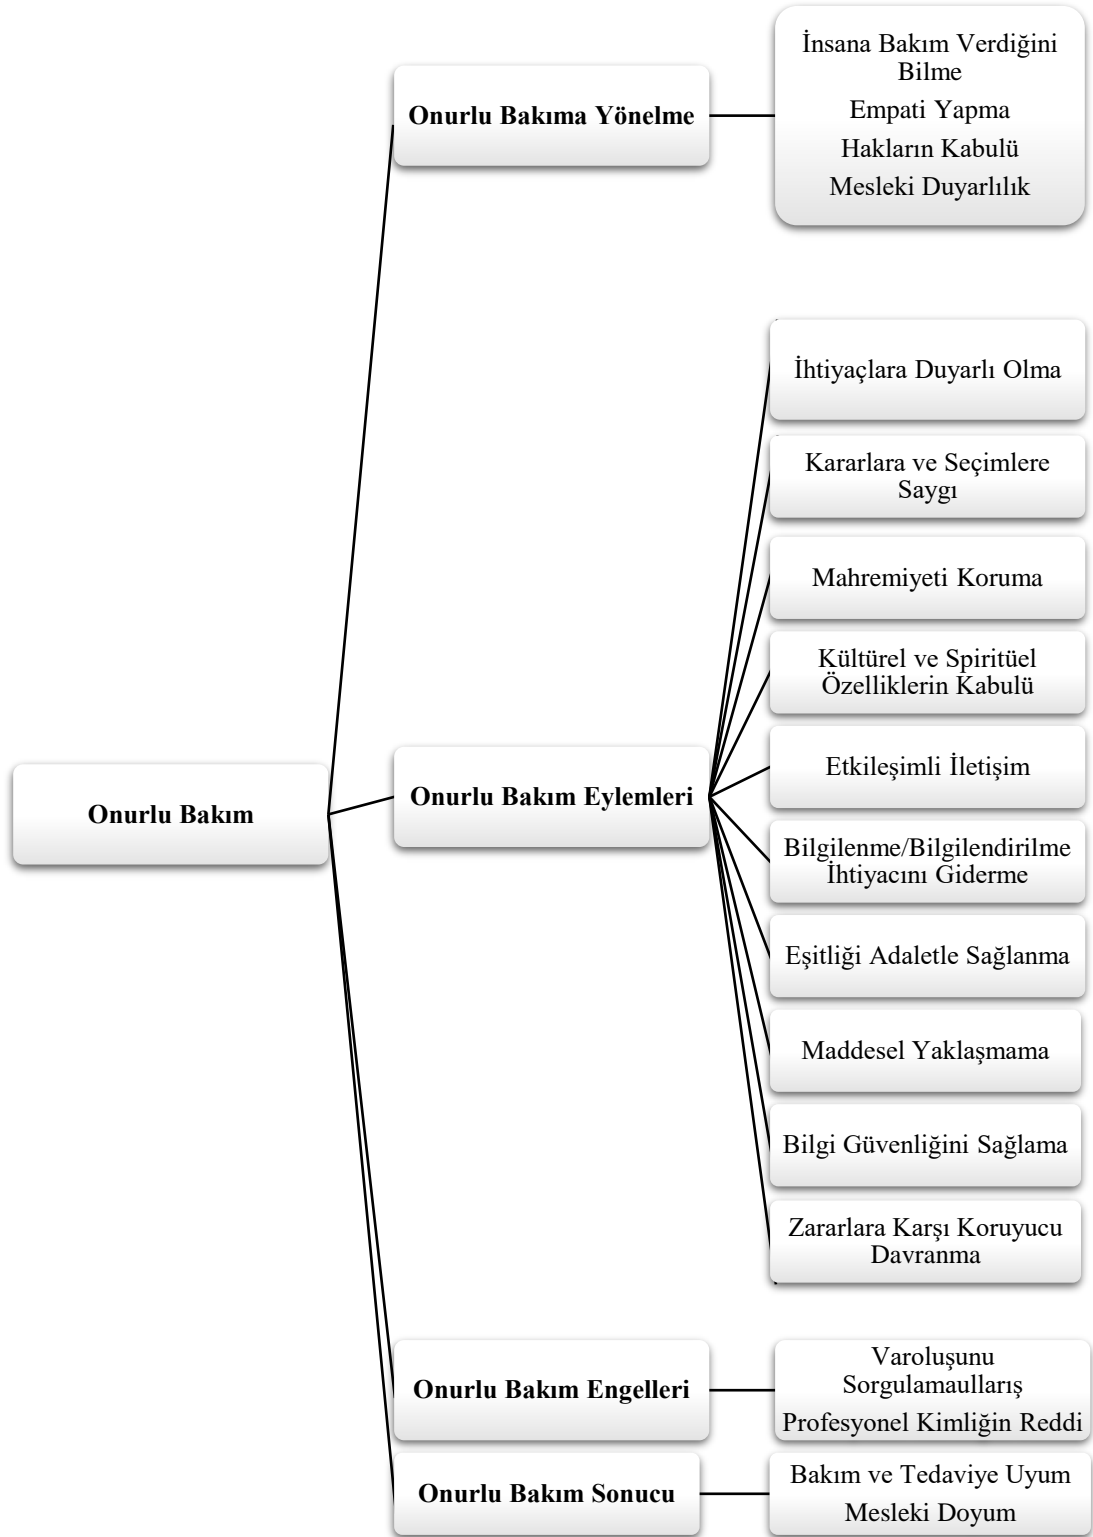 İnsana Bakım Verdiğini
Bilme
Empati Yapma
Hakların Kabulü
Mesleki Duyarlılık
Onurlu Bakıma Yönelme
İhtiyaçlara Duyarlı Olma
Kararlara ve Seçimlere
Saygı
Mahremiyeti Koruma
Kültürel ve Spiritüel
Özelliklerin Kabulü
Etkileşimli İletişim
Onurlu Bakım Eylemleri
Onurlu Bakım
Bilgilenme/Bilgilendirilme
İhtiyacını Giderme
Eşitliği Adaletle Sağlanma
Maddesel Yaklaşmama
Bilgi Güvenliğini Sağlama
Zararlara Karşı Koruyucu
Davranma
Onurlu Bakım Engelleri
Varoluşunu
Sorgulamaullarış
Profesyonel Kimliğin Reddi
Onurlu Bakım Sonucu
Bakım ve Tedaviye Uyum
Mesleki Doyum